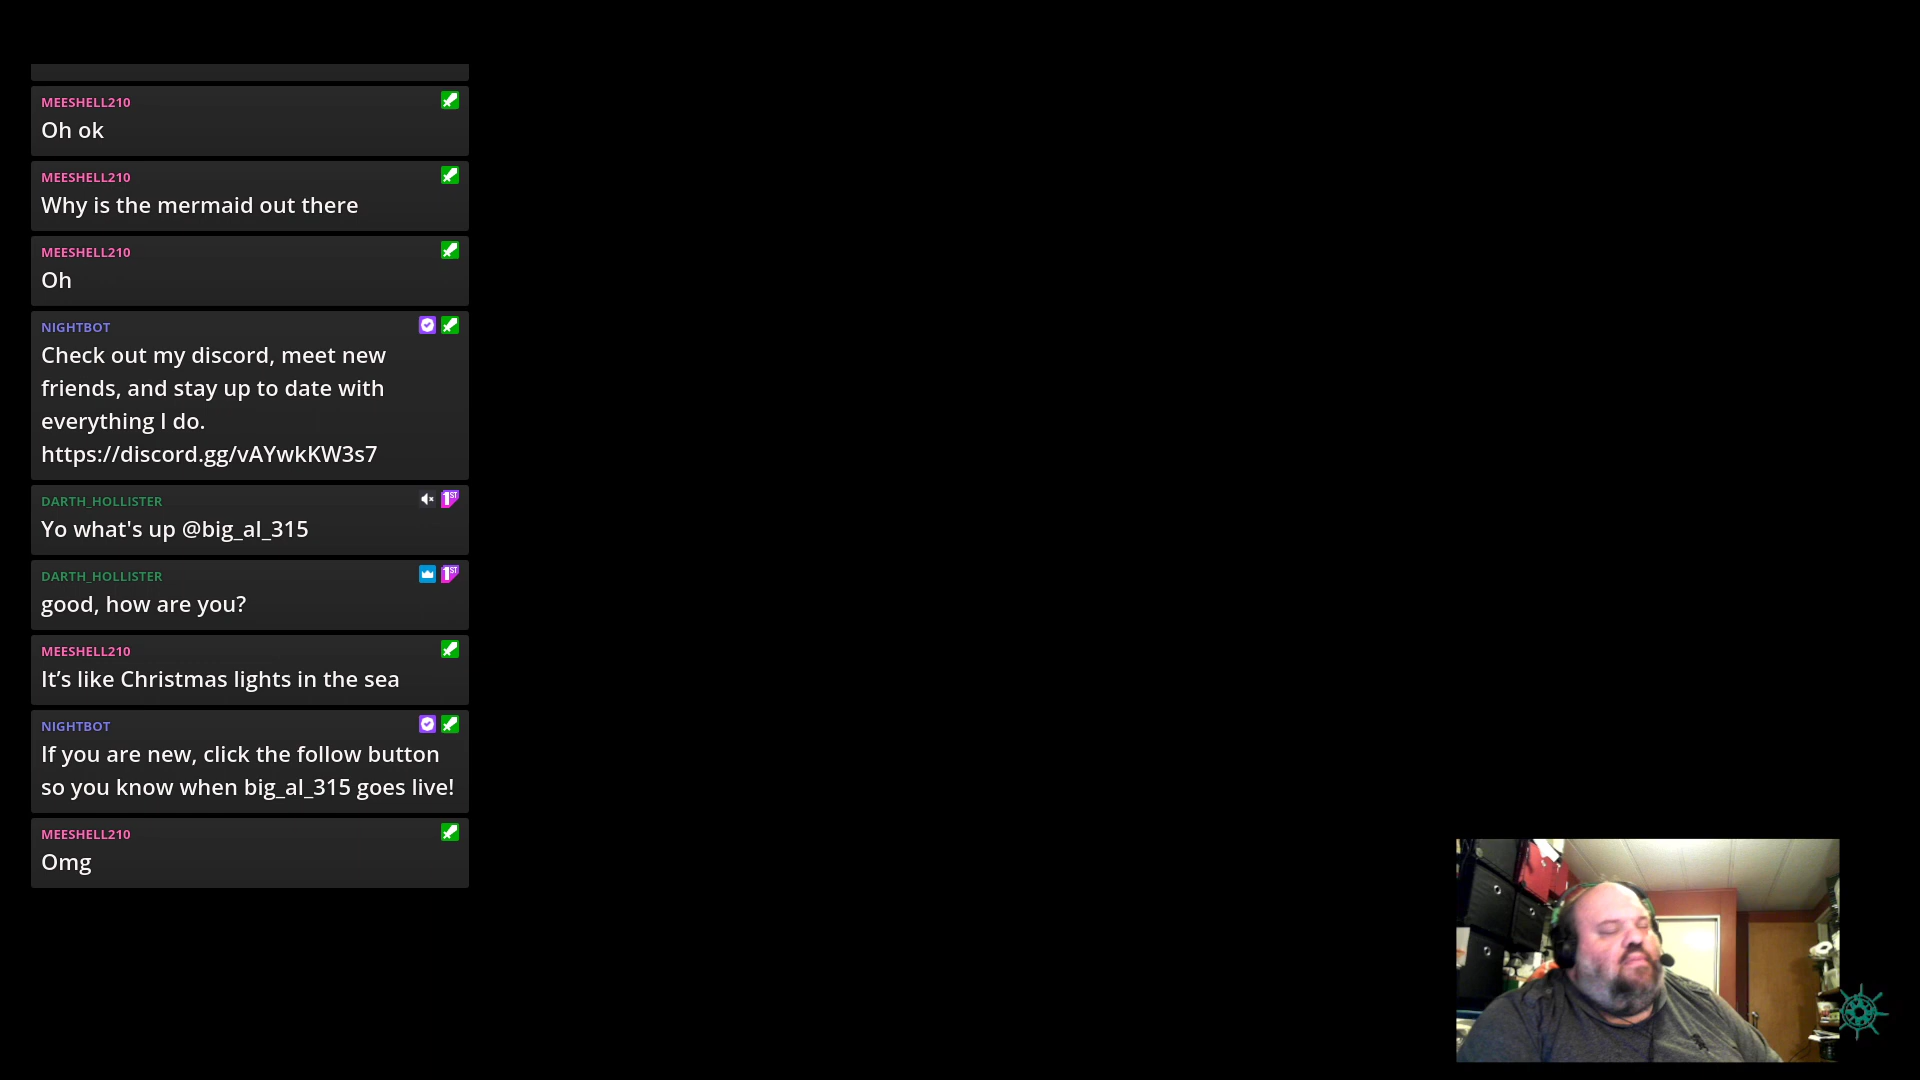 MEESHELL210
Oh ok
MEESHELL210
Why is the mermaid out there
MEESHELL210
Oh
NIGHTBOT
Check out my discord, meet new
friends, and stay up to date with
everything I do.
https://discord.gg/vAYwkKW3s7
DARTH_HOLLISTER
1ST
Yo what's up @big_al_315
DARTH_HOLLISTER
1ST
good, how are you?
MEESHELL210
It’s like Christmas lights in the sea
NIGHTBOT
If you are new, click the follow button
so you know when big_al_315 goes live!
MEESHELL210
Omg